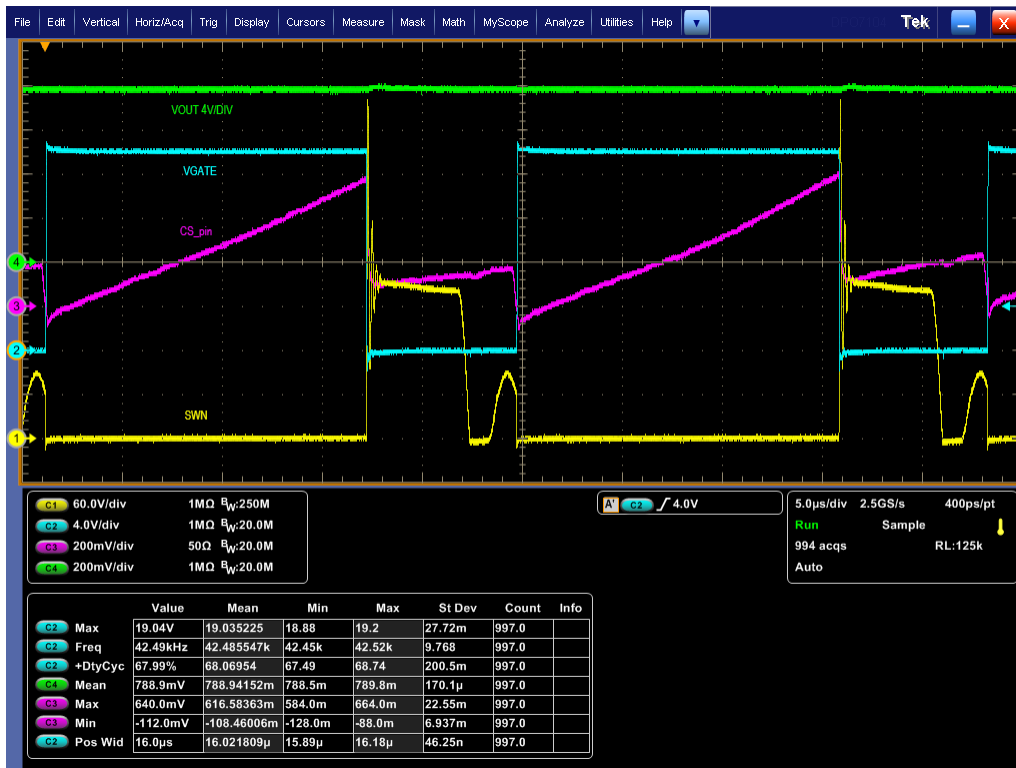 File Edit Vertical Horiz/Acq Trig Display Cursors Measure Mask Math MyScope Analyze Utilities Help Tek X
VOUT 4V/DIV
VGATE
CS_pin
4
3
2
SWN
1
C1 60.0V/div 1MΩ BW:250M
C2 4.0V/div 1MΩ BW:20.0M
C3 200mV/div 50Ω BW:20.0M
C4 200mV/div 1MΩ BW:20.0M
A' C2 4.0V
5.0µs/div 2.5GS/s 400ps/pt
Run Sample
994 acqs RL:125k
Auto
Value Mean Min Max St Dev Count Info
C2 Max 19.04V 19.035225 18.88 19.2 27.72m 997.0
C2 Freq 42.49kHz 42.485547k 42.45k 42.52k 9.768 997.0
C2 +DtyCyc 67.99% 68.06954 67.49 68.74 200.5m 997.0
C4 Mean 788.9mV 788.94152m 788.5m 789.8m 170.1µ 997.0
C3 Max 640.0mV 616.58363m 584.0m 664.0m 22.55m 997.0
C3 Min -112.0mV -108.46006m -128.0m -88.0m 6.937m 997.0
C2 Pos Wid 16.0µs 16.021809µ 15.89µ 16.18µ 46.25n 997.0